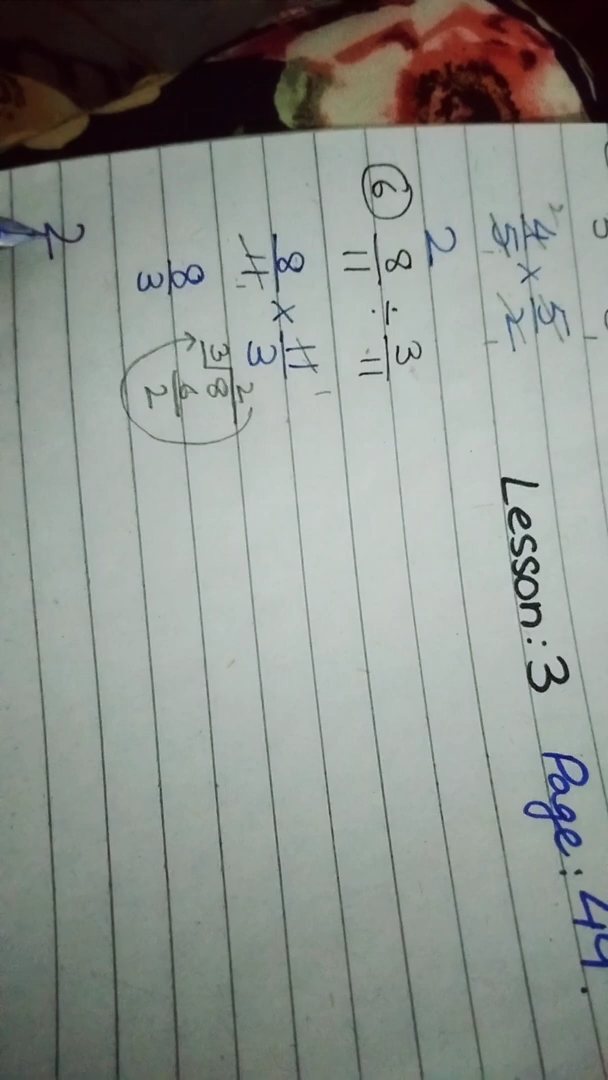 Lesson: 3 Page: 44.
4/5 × 5/2
2
⑥ 8/11 ÷ 3/11
8/11 × 11/3
8/3
2
3 8
6
2
2